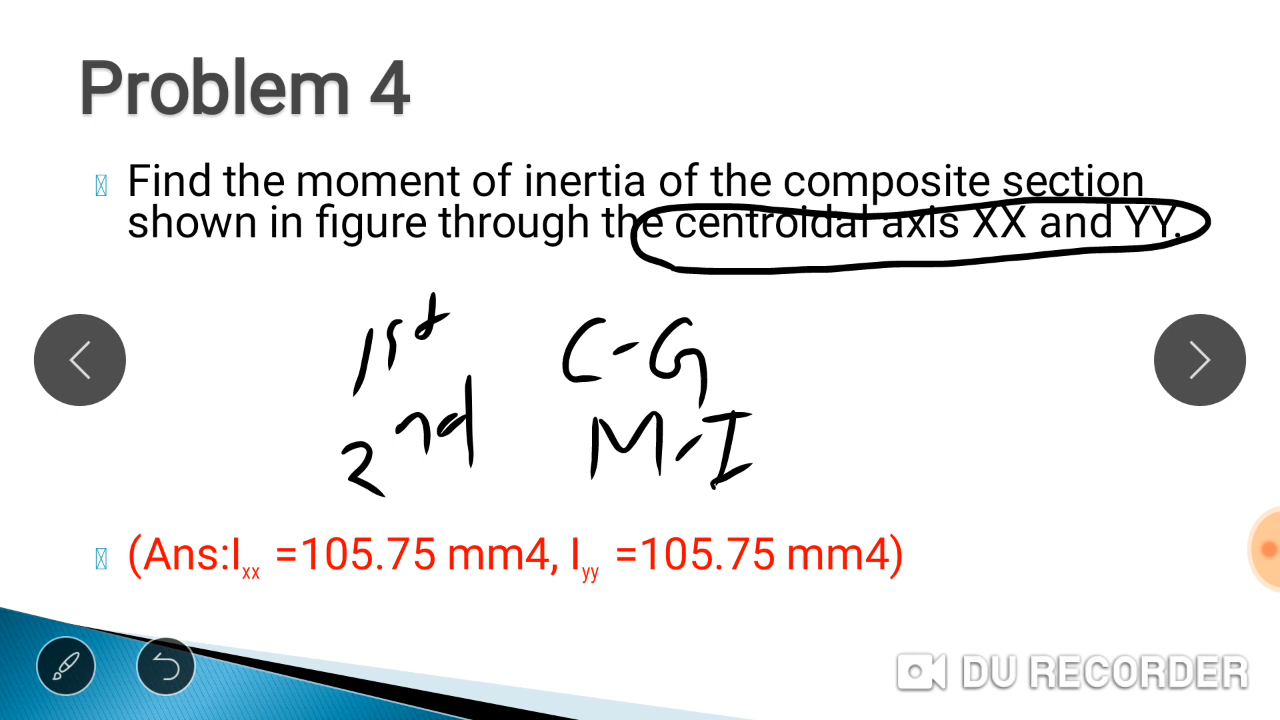 Problem 4
Find the moment of inertia of the composite section
shown in figure through the centroidal axis XX and YY.
1st C-G
2nd M-I
(Ans:Ixx =105.75 mm4, Iyy =105.75 mm4)
DU RECORDER